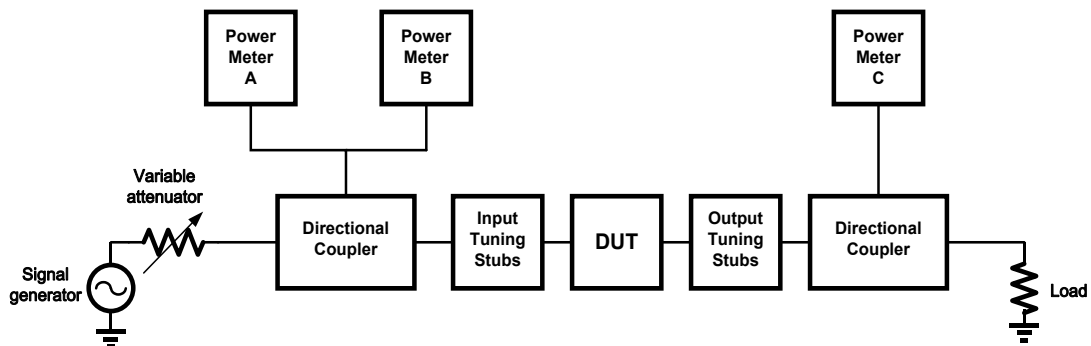 Power
Meter
A
Power
Meter
B
Power
Meter
C
Variable
attenuator
Directional
Coupler
Input
Tuning
Stubs
DUT
Output
Tuning
Stubs
Directional
Coupler
Signal
generator
Load